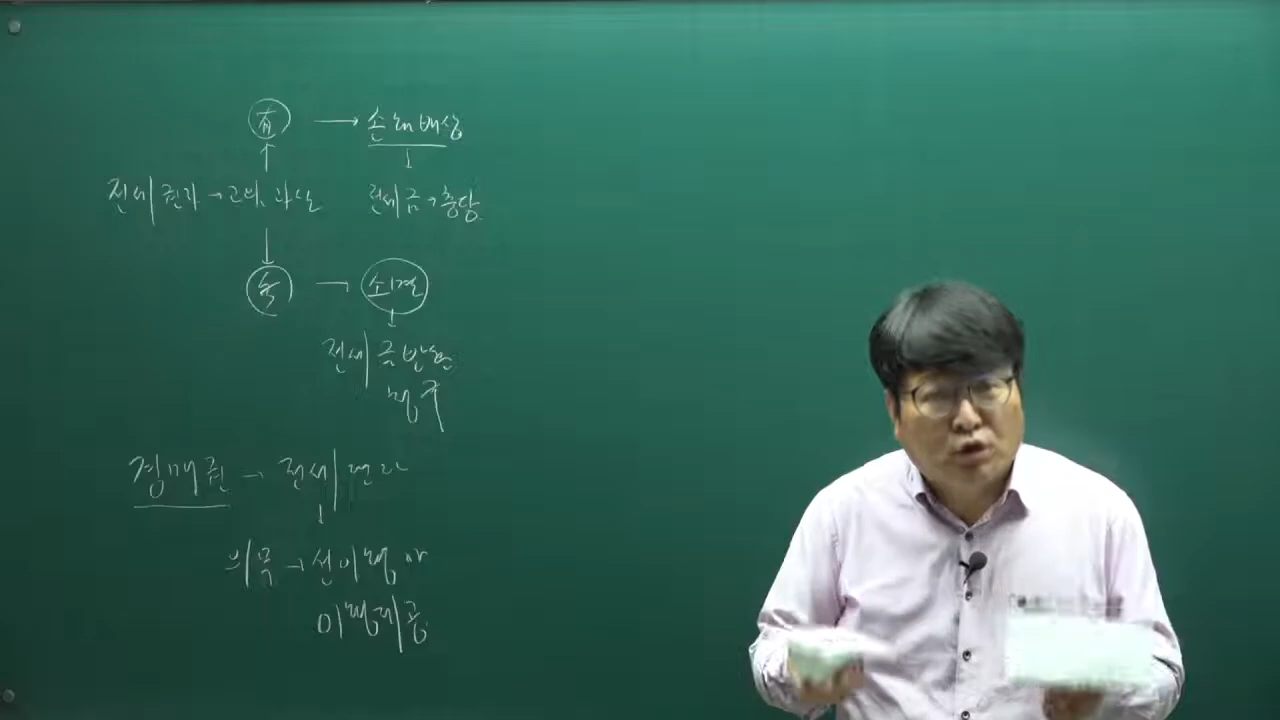 有 → 손해배상
↓
전세권자 → 고의, 과실
전세금 → 충당
소멸
↓
전세금반환
청구
경매권 → 전세권자
↓
의무 → 선이행 or
이행제공